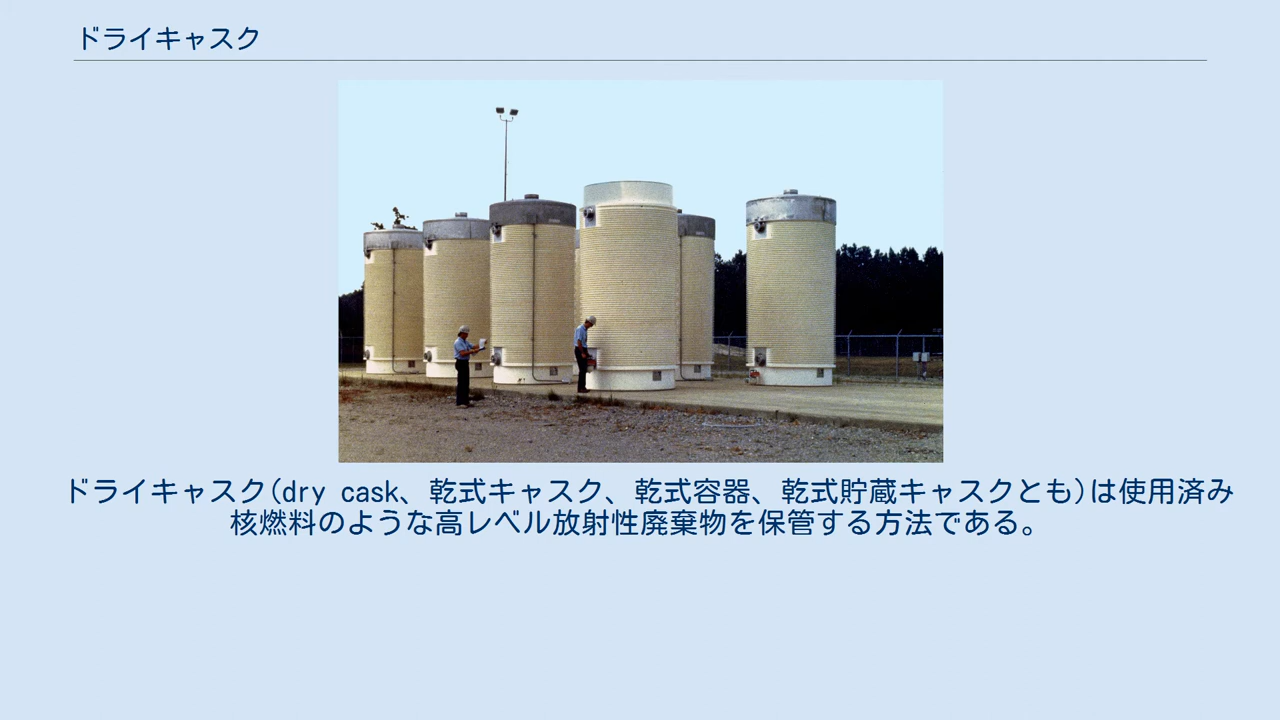 ドライキャスク
ドライキャスク(dry cask、乾式キャスク、乾式容器、乾式貯蔵キャスクとも)は使用済み
核燃料のような高レベル放射性廃棄物を保管する方法である。